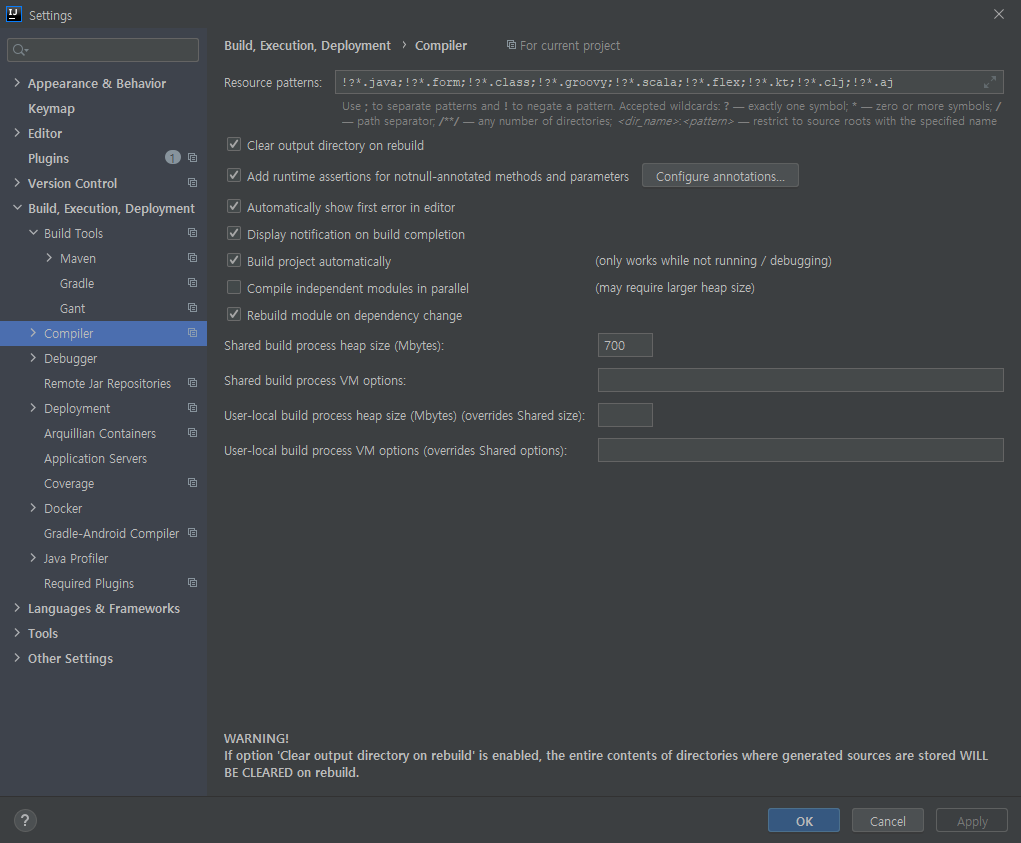 IJ Settings
Appearance & Behavior
Keymap
Editor
Plugins 1
Version Control
Build, Execution, Deployment
Build Tools
Maven
Gradle
Gant
Compiler
Debugger
Remote Jar Repositories
Deployment
Arquillian Containers
Application Servers
Coverage
Docker
Gradle-Android Compiler
Java Profiler
Required Plugins
Languages & Frameworks
Tools
Other Settings
Build, Execution, Deployment › Compiler For current project
Resource patterns: !?*.java;!?*.form;!?*.class;!?*.groovy;!?*.scala;!?*.flex;!?*.kt;!?*.clj;!?*.aj
Use ; to separate patterns and ! to negate a pattern. Accepted wildcards: ? — exactly one symbol; * — zero or more symbols; /
— path separator; /**/ — any number of directories; <dir_name>:<pattern> — restrict to source roots with the specified name
Clear output directory on rebuild
Add runtime assertions for notnull-annotated methods and parameters Configure annotations...
Automatically show first error in editor
Display notification on build completion
Build project automatically (only works while not running / debugging)
Compile independent modules in parallel (may require larger heap size)
Rebuild module on dependency change
Shared build process heap size (Mbytes): 700
Shared build process VM options:
User-local build process heap size (Mbytes) (overrides Shared size):
User-local build process VM options (overrides Shared options):
WARNING!
If option 'Clear output directory on rebuild' is enabled, the entire contents of directories where generated sources are stored WILL
BE CLEARED on rebuild.
? OK Cancel Apply